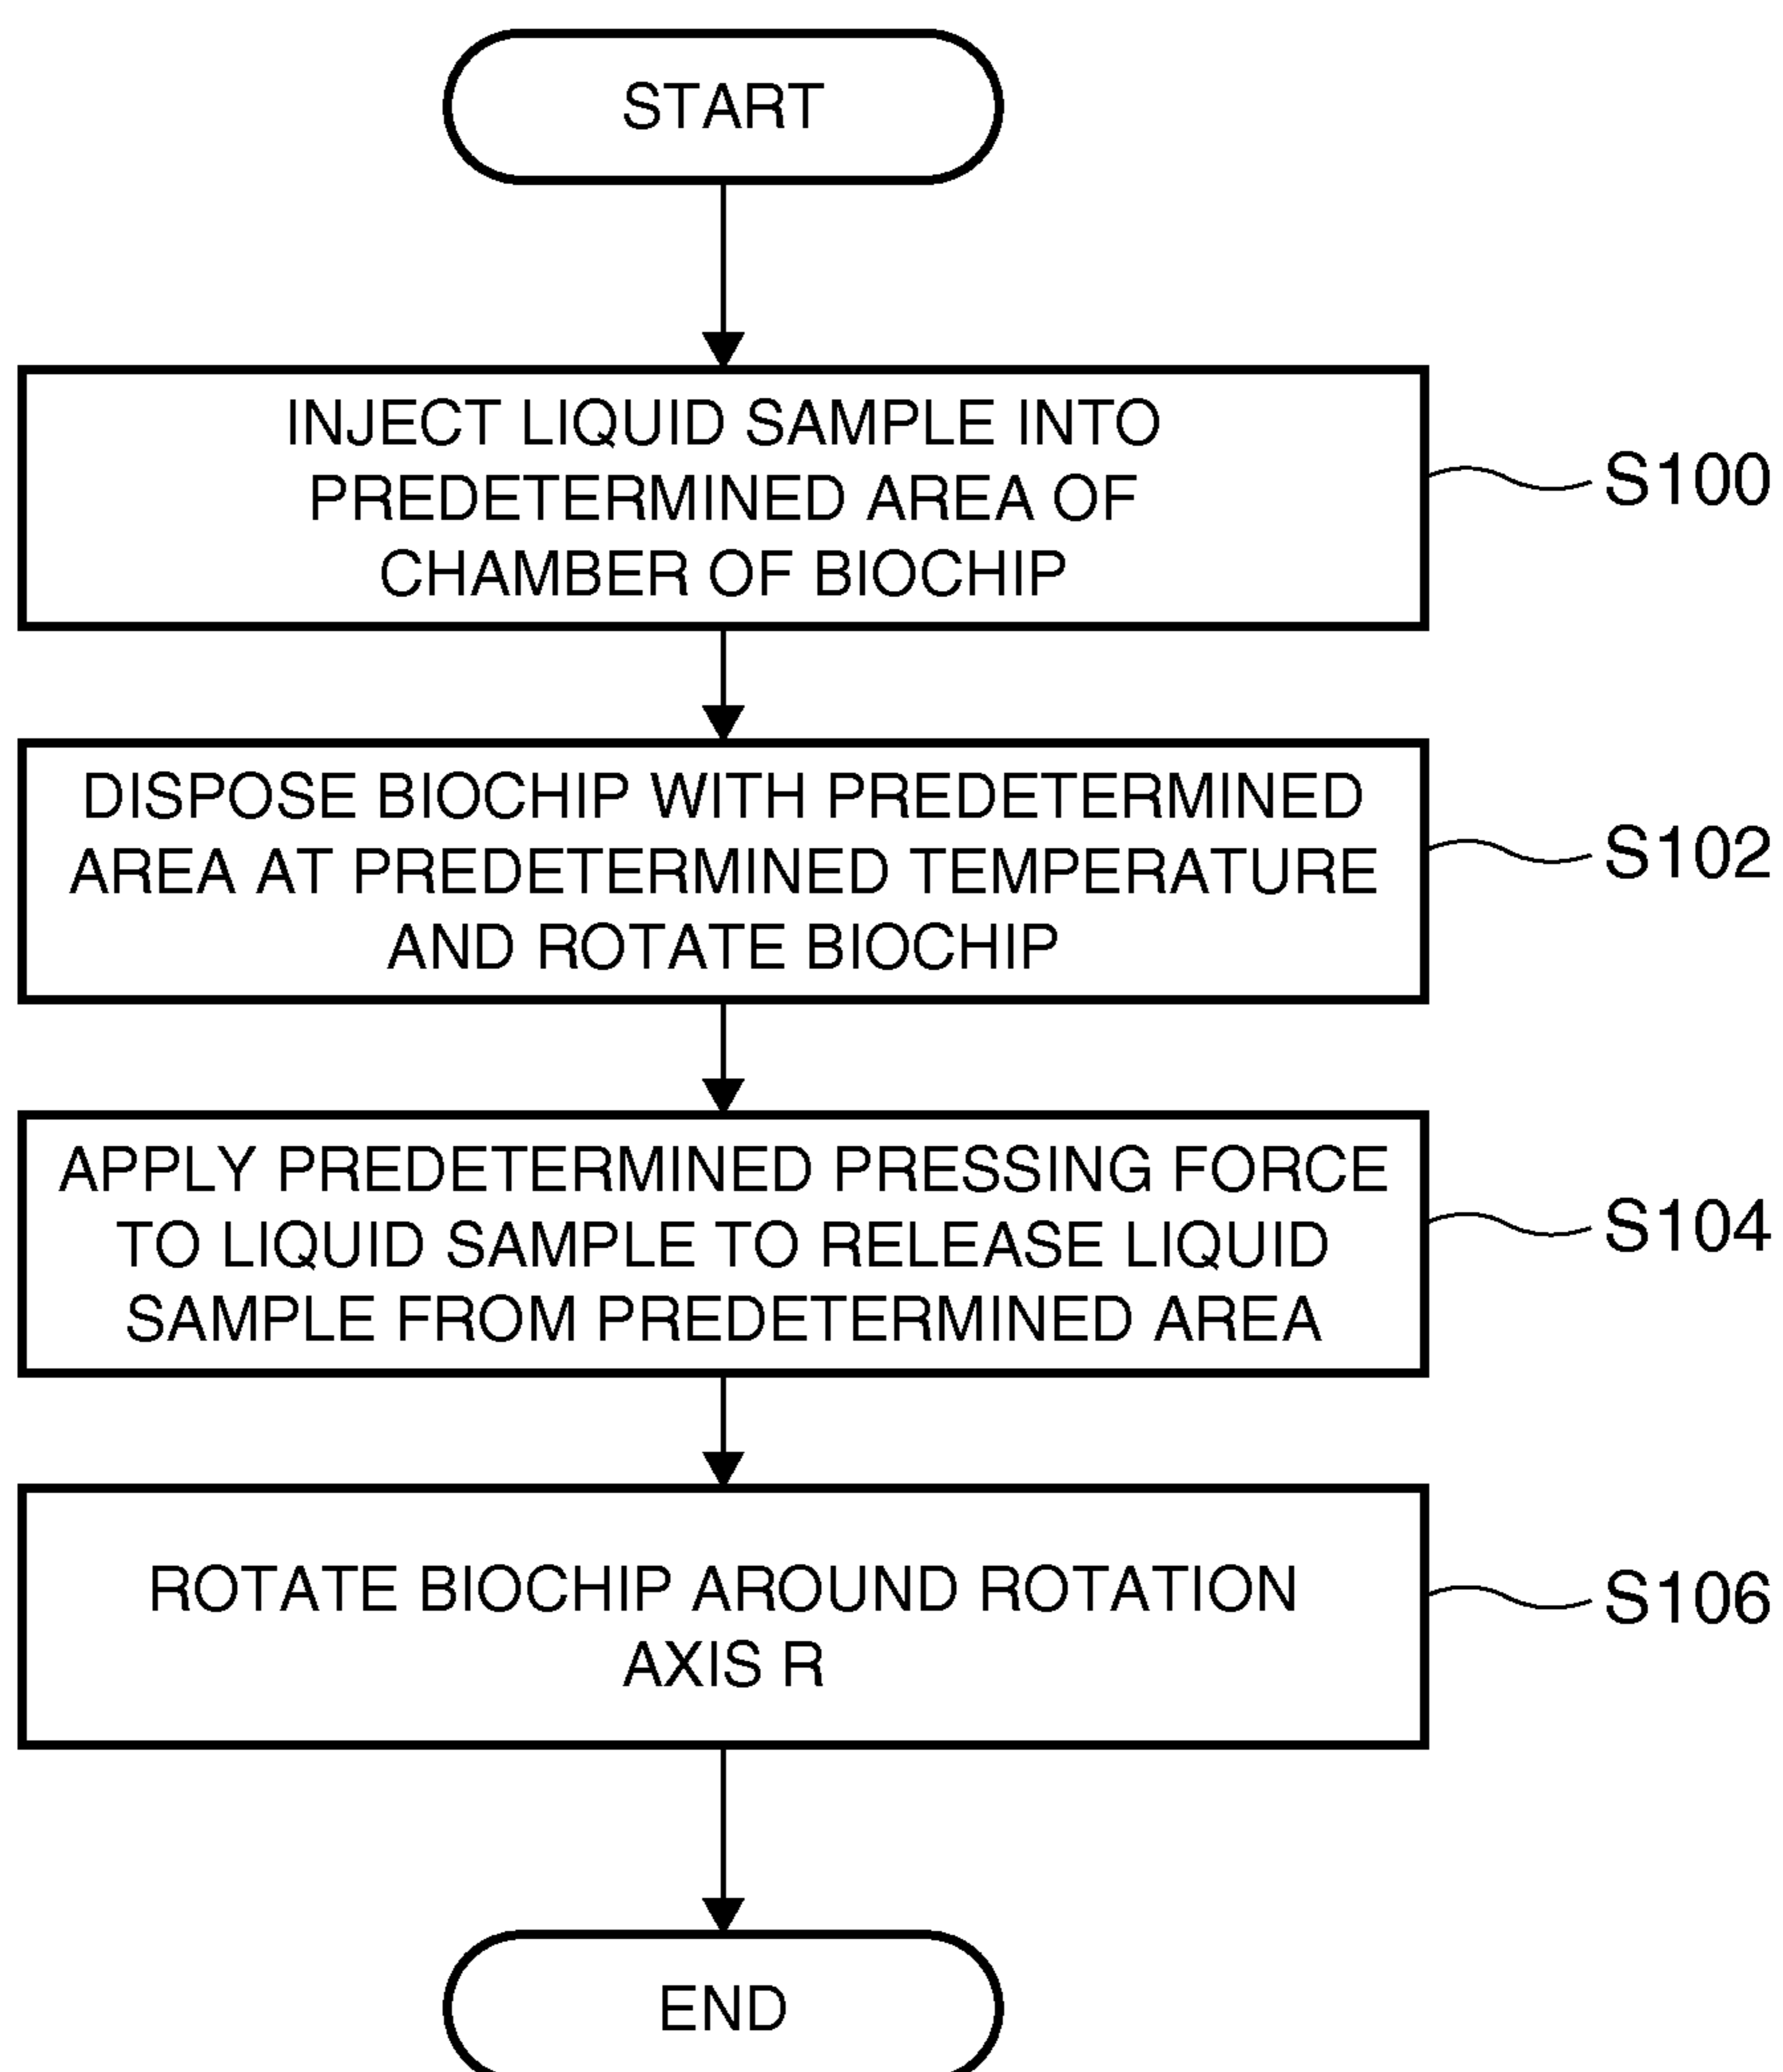 START
INJECT LIQUID SAMPLE INTO
PREDETERMINED AREA OF
CHAMBER OF BIOCHIP
S100
DISPOSE BIOCHIP WITH PREDETERMINED
AREA AT PREDETERMINED TEMPERATURE
AND ROTATE BIOCHIP
S102
APPLY PREDETERMINED PRESSING FORCE
TO LIQUID SAMPLE TO RELEASE LIQUID
SAMPLE FROM PREDETERMINED AREA
S104
ROTATE BIOCHIP AROUND ROTATION
AXIS R
S106
END